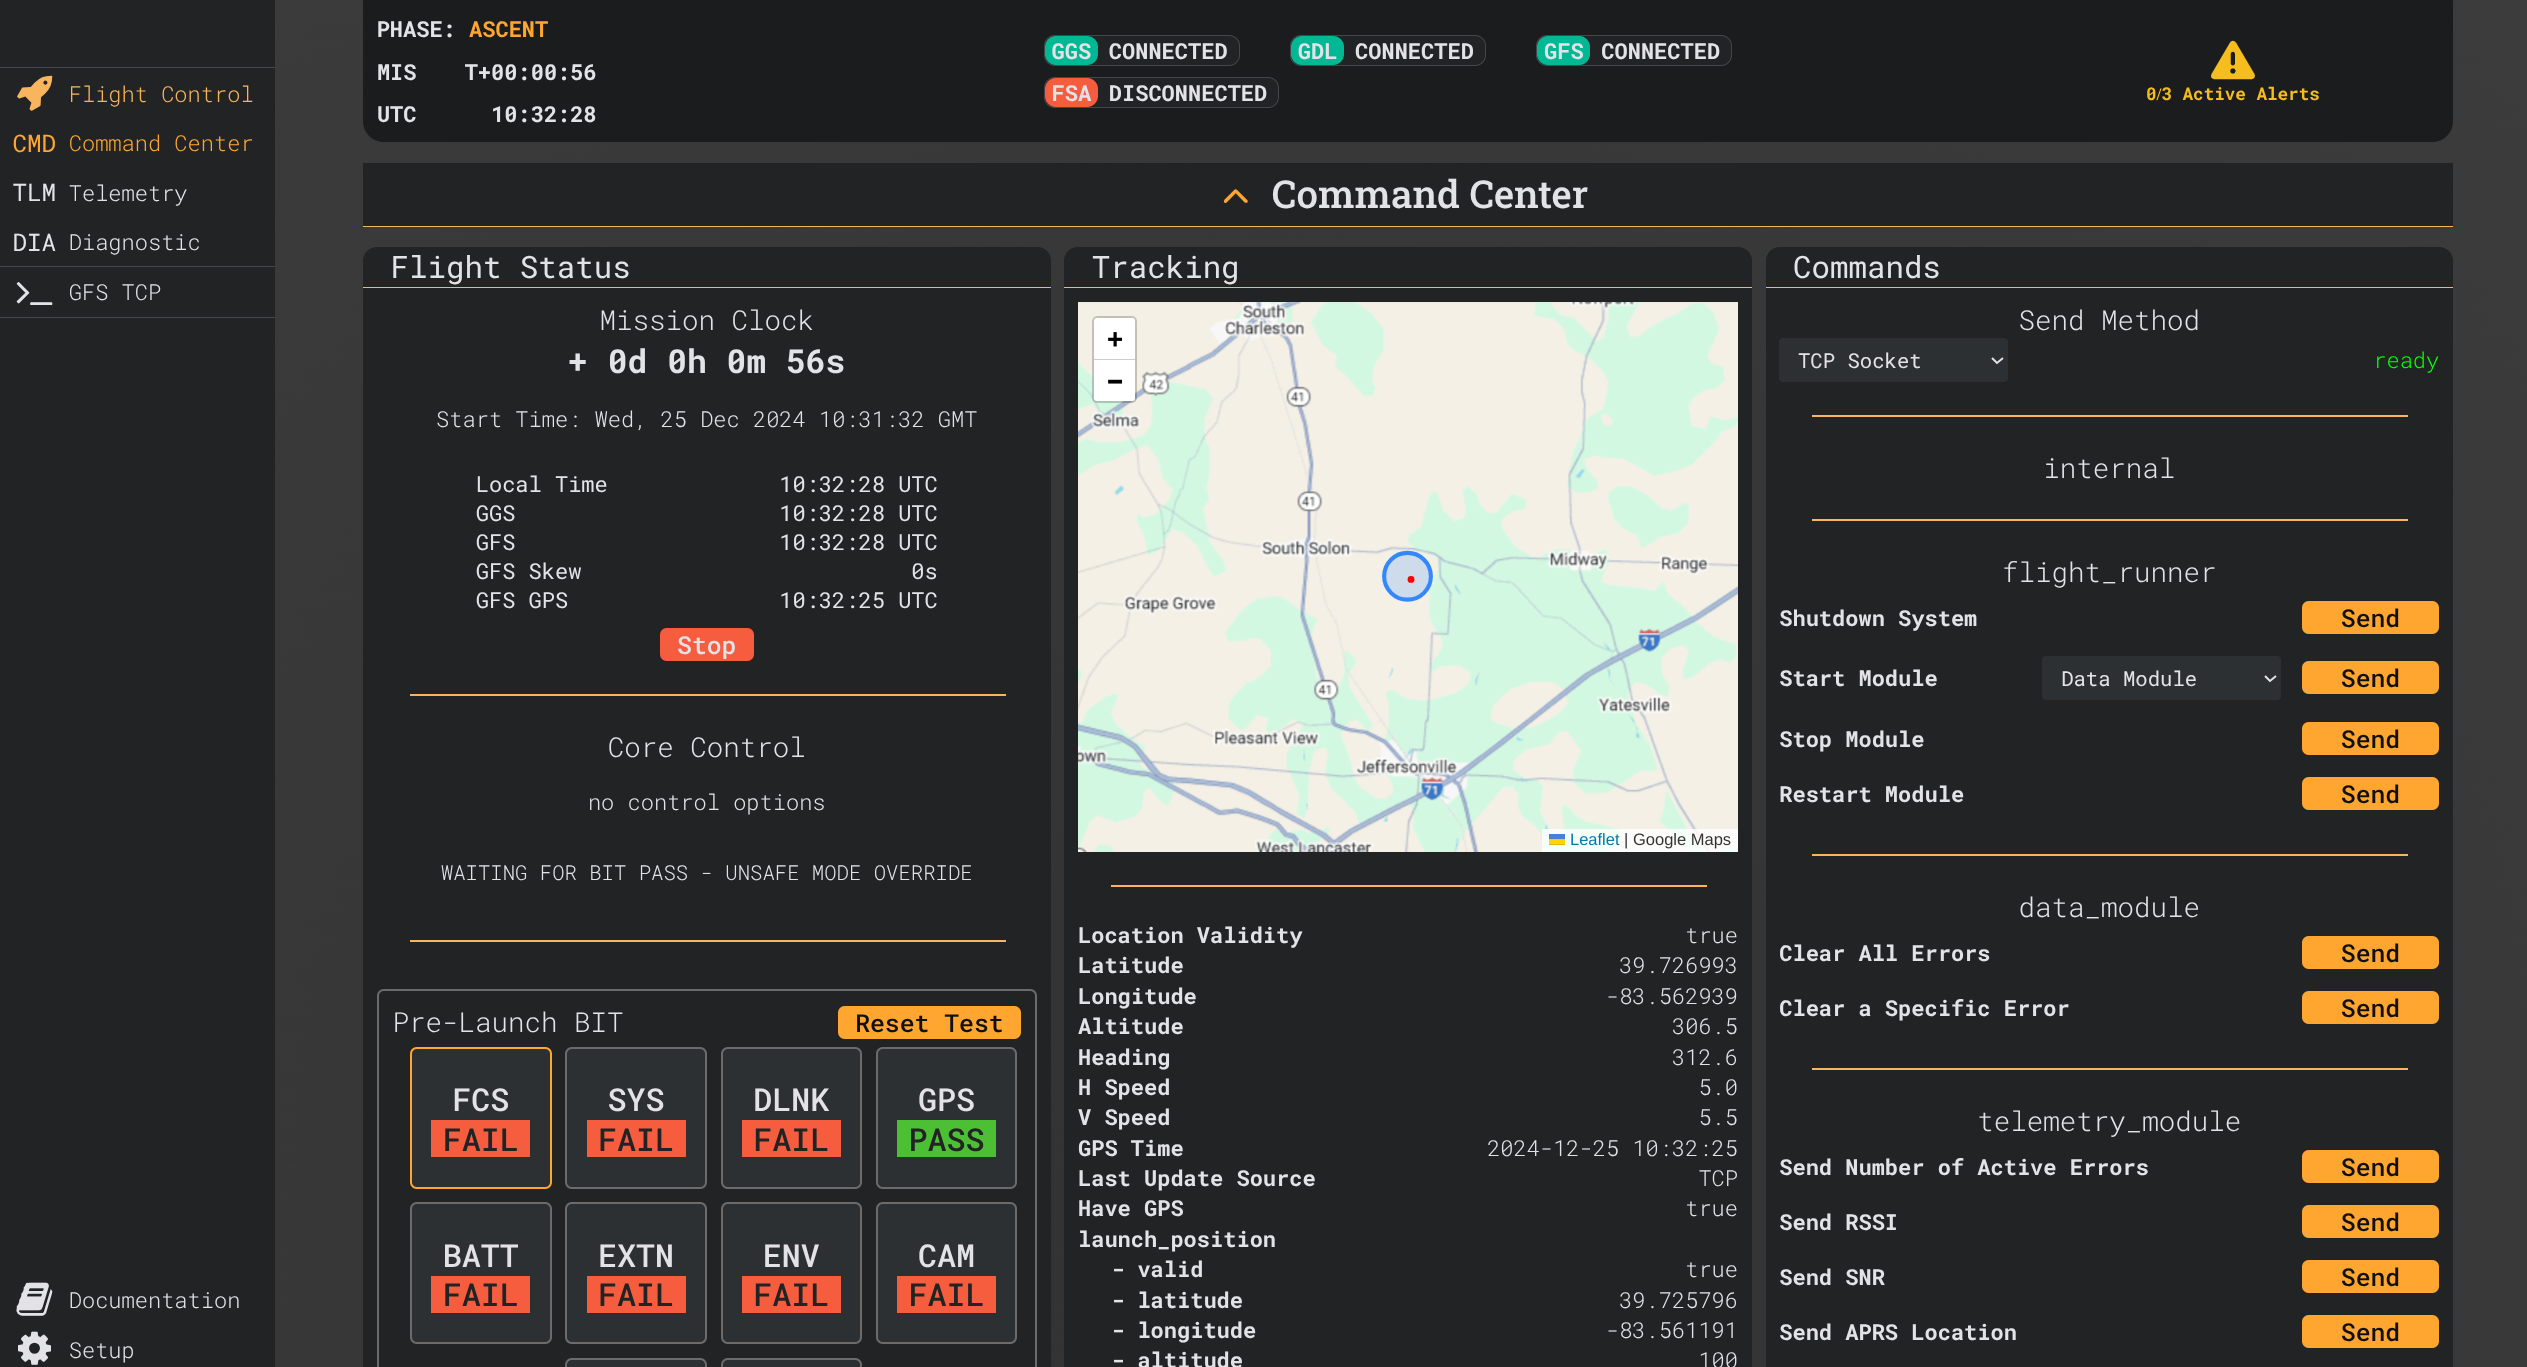 Flight Control
CMD Command Center
TLM Telemetry
DIA Diagnostic
>_ GFS TCP
Documentation
Setup
PHASE: ASCENT
MIS T+00:00:56
UTC 10:32:28
GGS CONNECTED
GDL CONNECTED
GFS CONNECTED
FSA DISCONNECTED
0/3 Active Alerts
Command Center
Flight Status
Mission Clock
+ 0d 0h 0m 56s
Start Time: Wed, 25 Dec 2024 10:31:32 GMT
Local Time 10:32:28 UTC
GGS 10:32:28 UTC
GFS 10:32:28 UTC
GFS Skew 0s
GFS GPS 10:32:25 UTC
Stop
Core Control
no control options
WAITING FOR BIT PASS - UNSAFE MODE OVERRIDE
Pre-Launch BIT
Reset Test
FCS
FAIL
SYS
FAIL
DLNK
FAIL
GPS
PASS
BATT
FAIL
EXTN
FAIL
ENV
FAIL
CAM
FAIL
Tracking
+
-
South
Charleston
42
41
Selma
41
South Solon
Midway
Range
Grape Grove
71
41
Yatesville
Pleasant View
own
Jeffersonville
71
West Lancaster
Leaflet | Google Maps
Location Validity true
Latitude 39.726993
Longitude -83.562939
Altitude 306.5
Heading 312.6
H Speed 5.0
V Speed 5.5
GPS Time 2024-12-25 10:32:25
Last Update Source TCP
Have GPS true
launch_position
- valid true
- latitude 39.725796
- longitude -83.561191
- altitude 100
Commands
Send Method
TCP Socket
ready
internal
flight_runner
Shutdown System Send
Start Module Data Module Send
Stop Module Send
Restart Module Send
data_module
Clear All Errors Send
Clear a Specific Error Send
telemetry_module
Send Number of Active Errors Send
Send RSSI Send
Send SNR Send
Send APRS Location Send